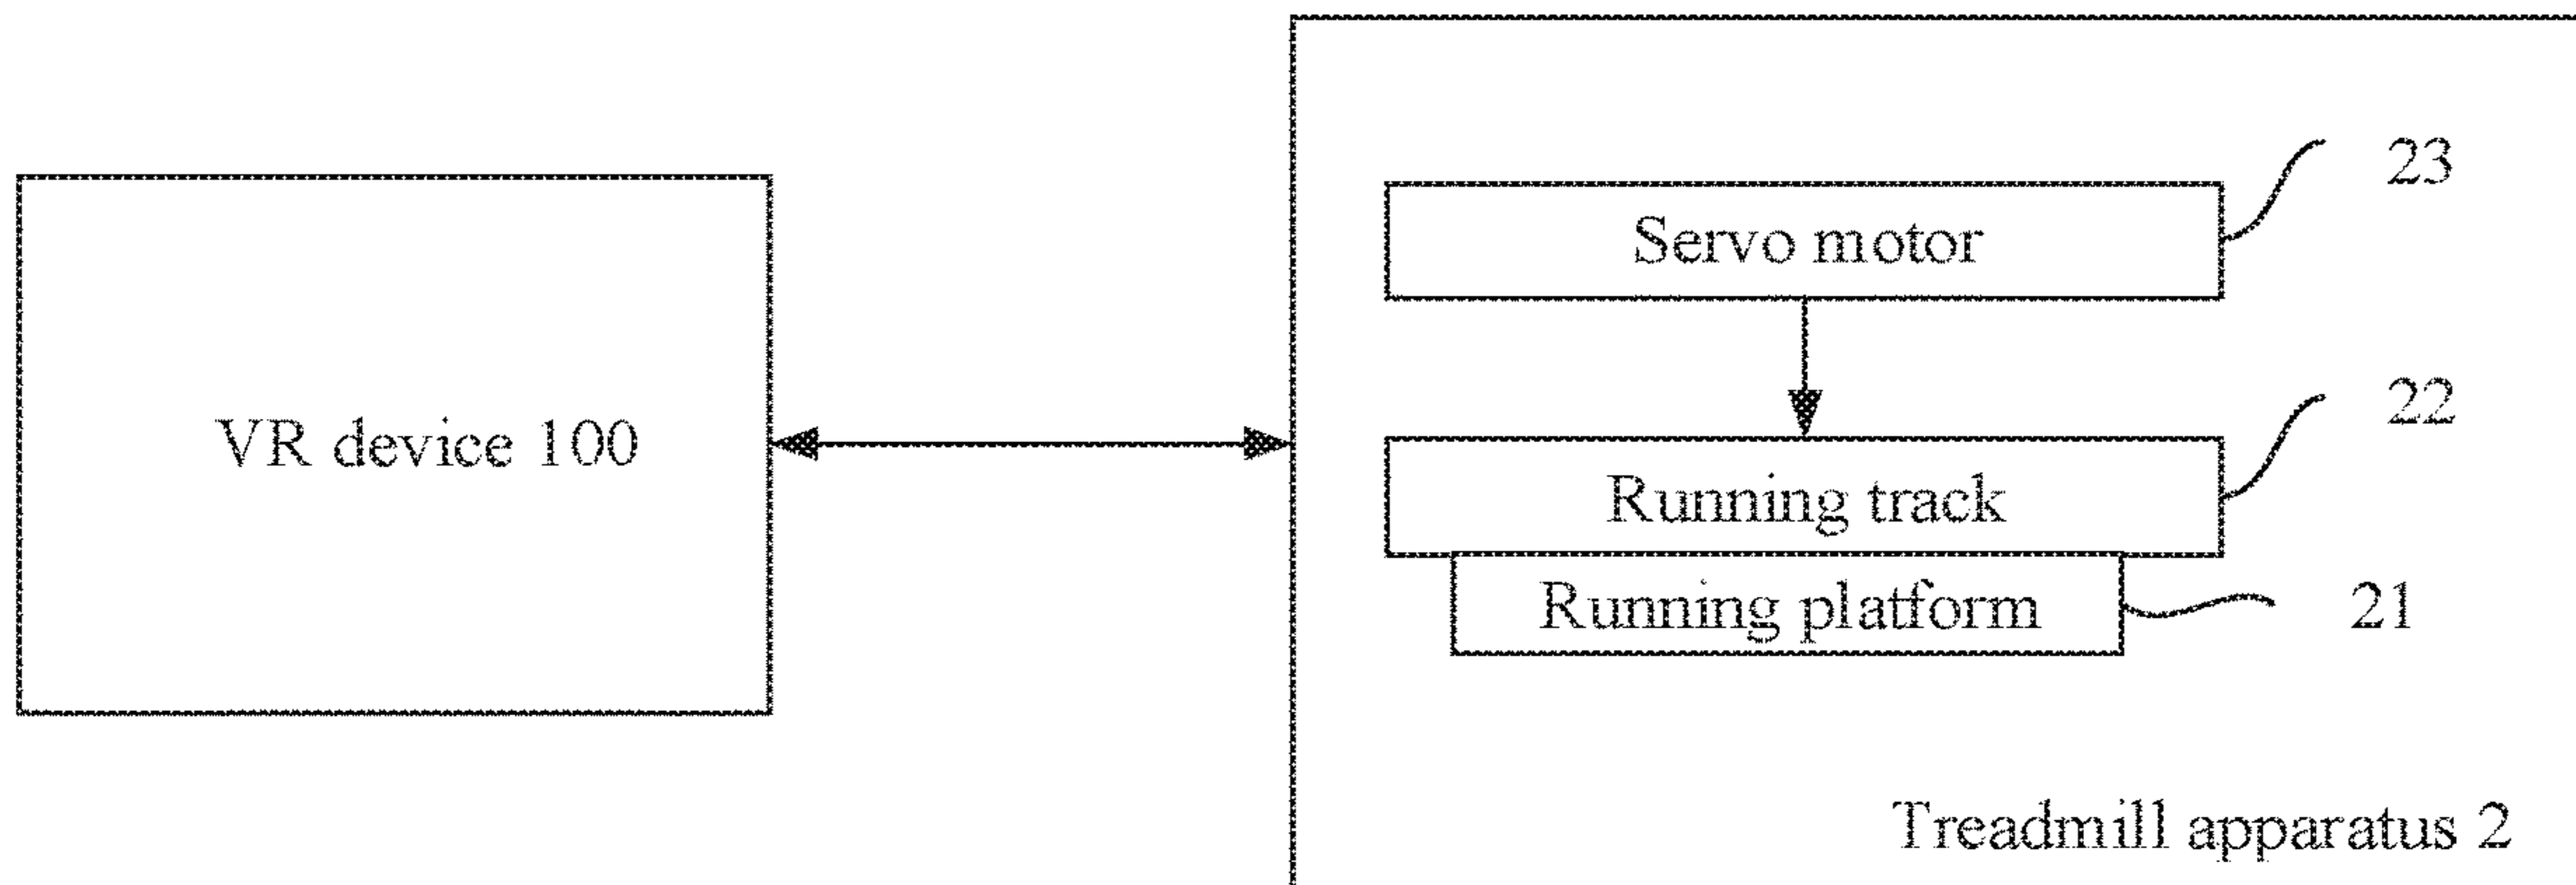 23
Servo motor
VR device 100
22
Running track
Running platform
21
Treadmill apparatus 2